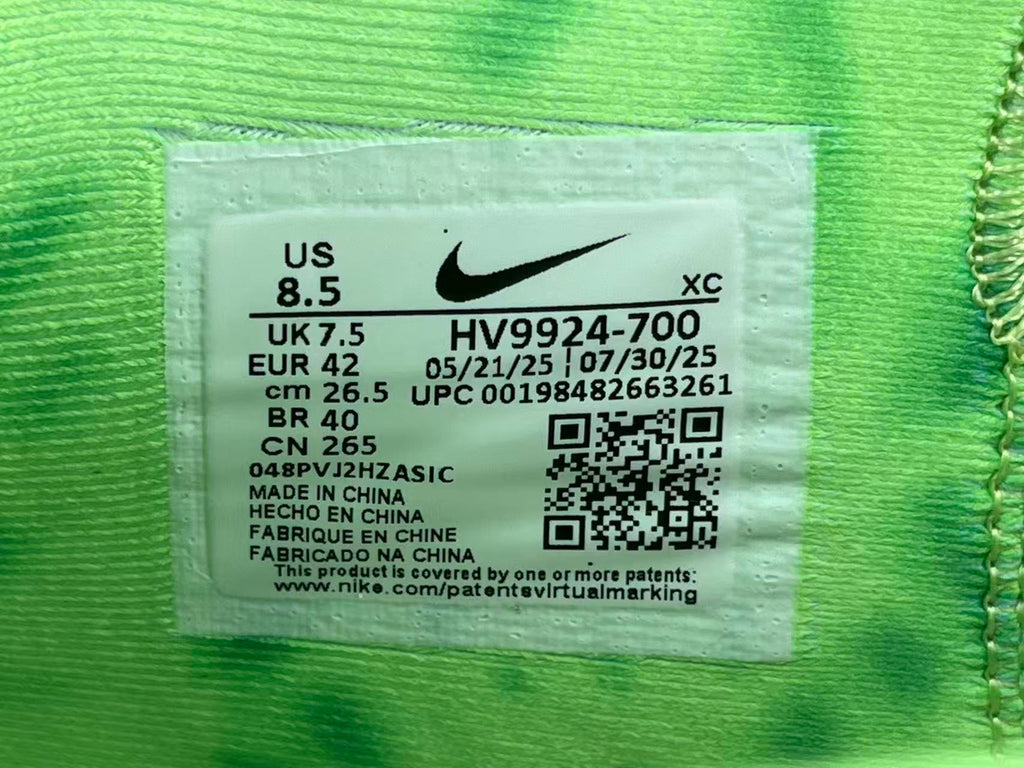 US
8.5
XC
UK 7.5
HV9924-700
EUR 42
05/21/25 | 07/30/25
cm 26.5
UPC 00198482663261
BR 40
CN 265
048PVJ2HZASIC
MADE IN CHINA
HECHO EN CHINA
FABRIQUE EN CHINE
FABRICADO NA CHINA
This product is covered by one or more patents:
www.nike.com/patentsvirtualmarking